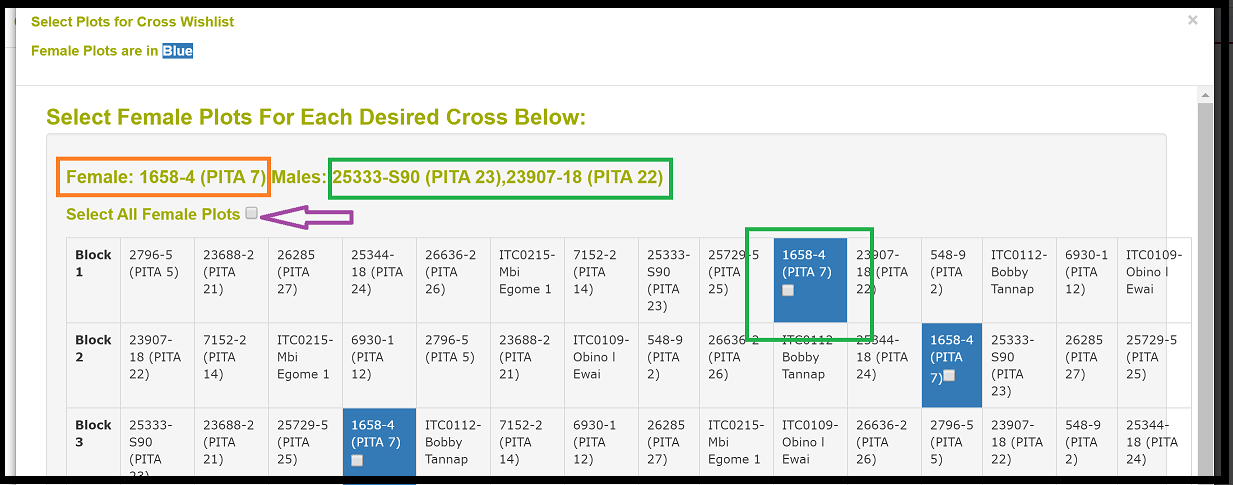 Select Plots for Cross Wishlist
×
Female Plots are in Blue
Select Female Plots For Each Desired Cross Below:
Female: 1658-4 (PITA 7) Males: 25333-S90 (PITA 23),23907-18 (PITA 22)
Select All Female Plots
Block
1
2796-5
(PITA 5)
23688-2
(PITA
21)
26285
(PITA
27)
25344-
18 (PITA
24)
26636-2
(PITA
26)
ITC0215-
Mbi
Egome 1
7152-2
(PITA
14)
25333-
S90
(PITA
23)
25729-5
(PITA
25)
1658-4
(PITA 7)
23907-
18 (PITA
22)
548-9
(PITA
2)
ITC0112-
Bobby
Tannap
6930-1
(PITA
12)
ITC0109-
Obino l
Ewai
Block
2
23907-
18 (PITA
22)
7152-2
(PITA
14)
ITC0215-
Mbi
Egome 1
6930-1
(PITA
12)
2796-5
(PITA 5)
23688-2
(PITA
21)
ITC0109-
Obino l
Ewai
548-9
(PITA
2)
26636-2
(PITA
26)
ITC0112-
Bobby
Tannap
25344-
18 (PITA
24)
1658-4
(PITA
7)
25333-
S90
(PITA
23)
26285
(PITA
27)
25729-5
(PITA
25)
Block
3
25333-
S90
(PITA
23)
23688-2
(PITA
21)
25729-5
(PITA
25)
1658-4
(PITA 7)
ITC0112-
Bobby
Tannap
7152-2
(PITA
14)
6930-1
(PITA
12)
26285
(PITA
27)
ITC0215-
Mbi
Egome 1
ITC0109-
Obino l
Ewai
26636-2
(PITA
26)
2796-5
(PITA
5)
23907-
18 (PITA
22)
548-9
(PITA
2)
25344-
18 (PITA
24)